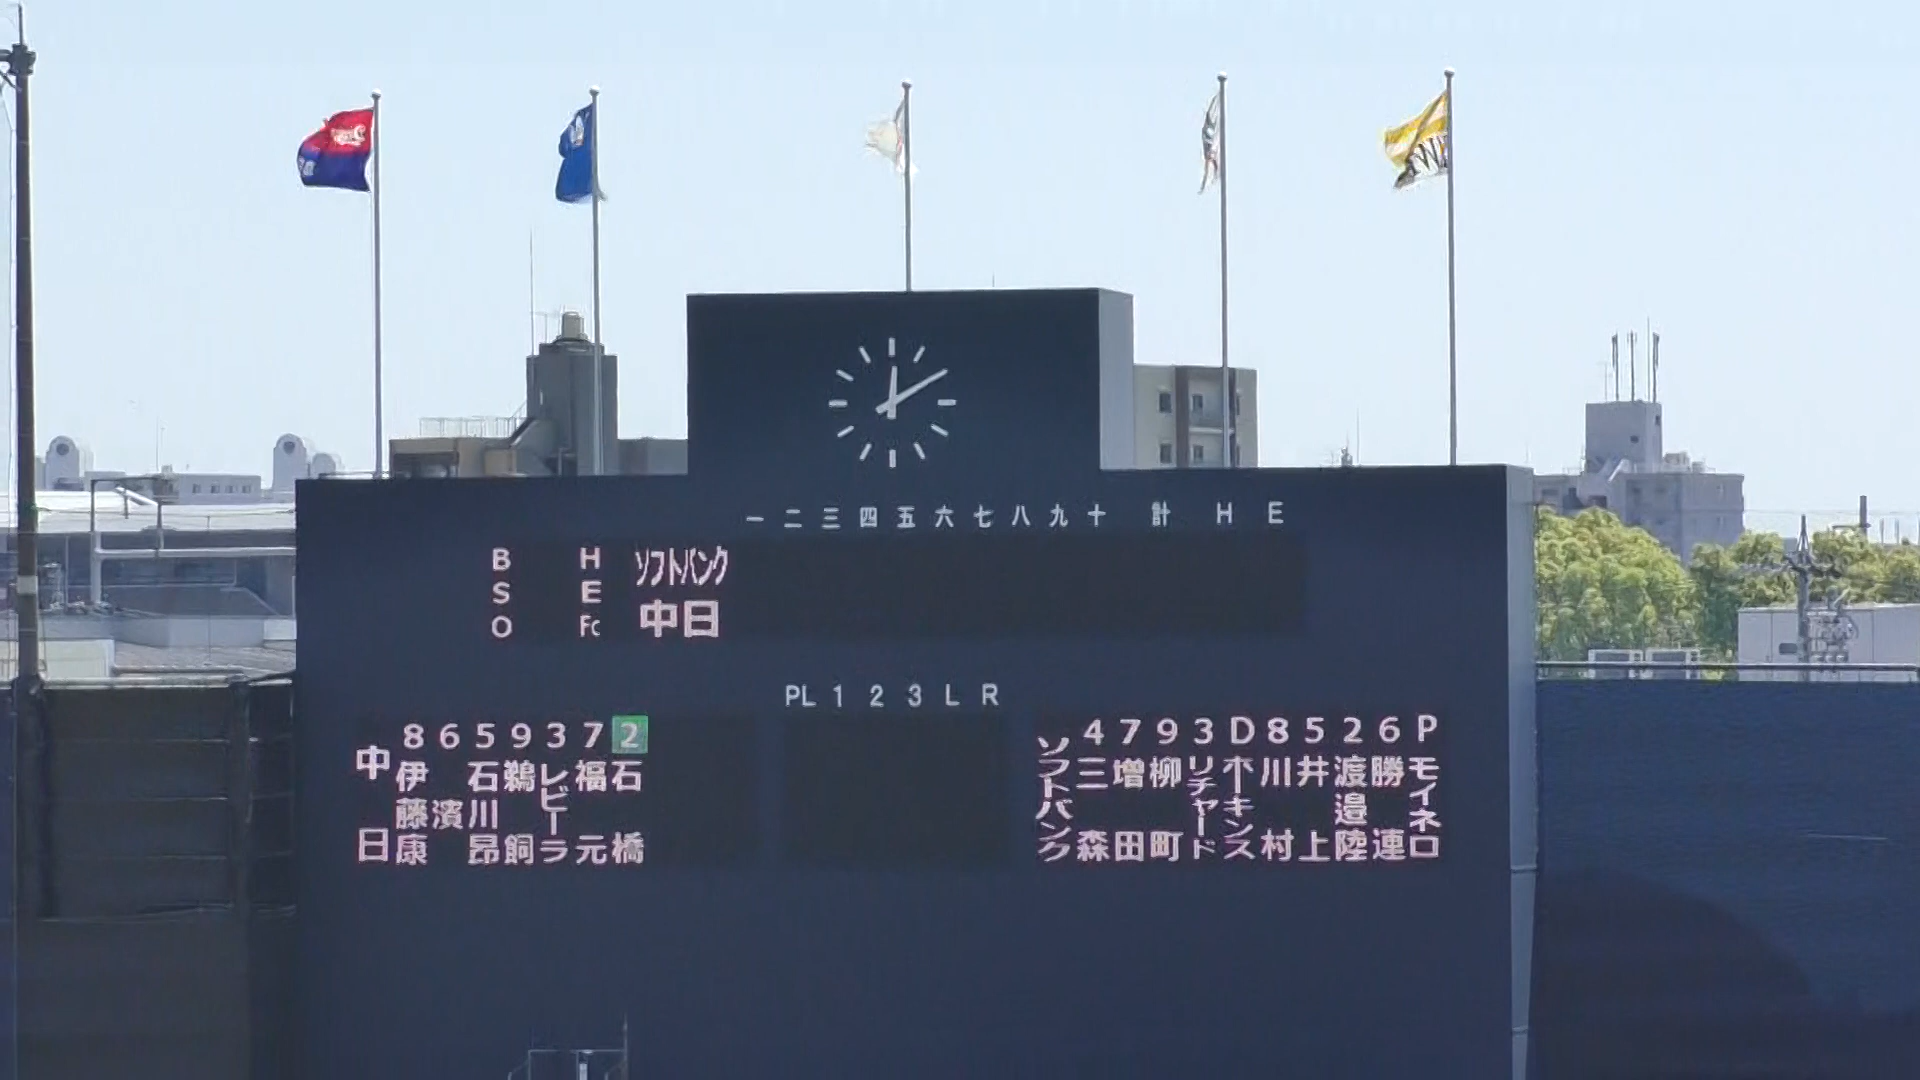 一 二 三 四 五 六 七 八 九 十 計 H E
B H ソフトバンク
S E 中日
O Fc
PL 1 2 3 L R
中日
8 伊藤康
6 濱
5 石川昂
9 鵜飼
3 レビーラ
7 福元
2 石橋
ソフトバンク
4 三森
7 増田
9 柳町
3 リチャード
D ホーキンス
8 川村
5 井上
2 渡邉陸
6 勝連
P モイネロ